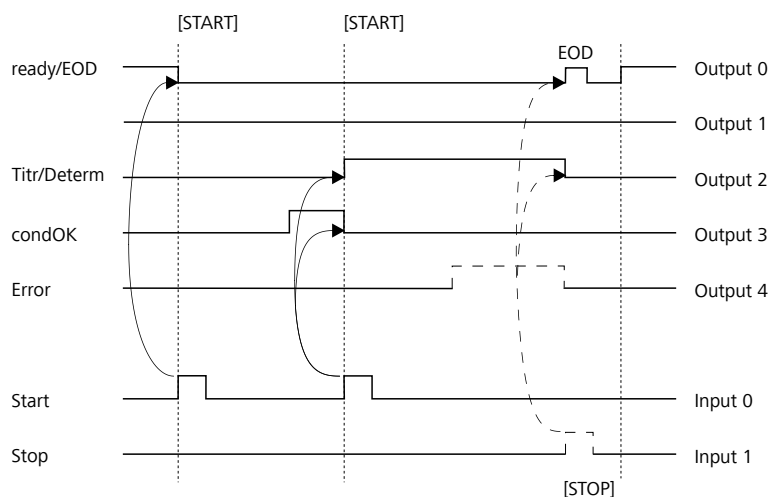 [START] [START]
EOD
ready/EOD Output 0
Output 1
Titr/Determ Output 2
condOK Output 3
Error Output 4
Start Input 0
Stop Input 1
[STOP]